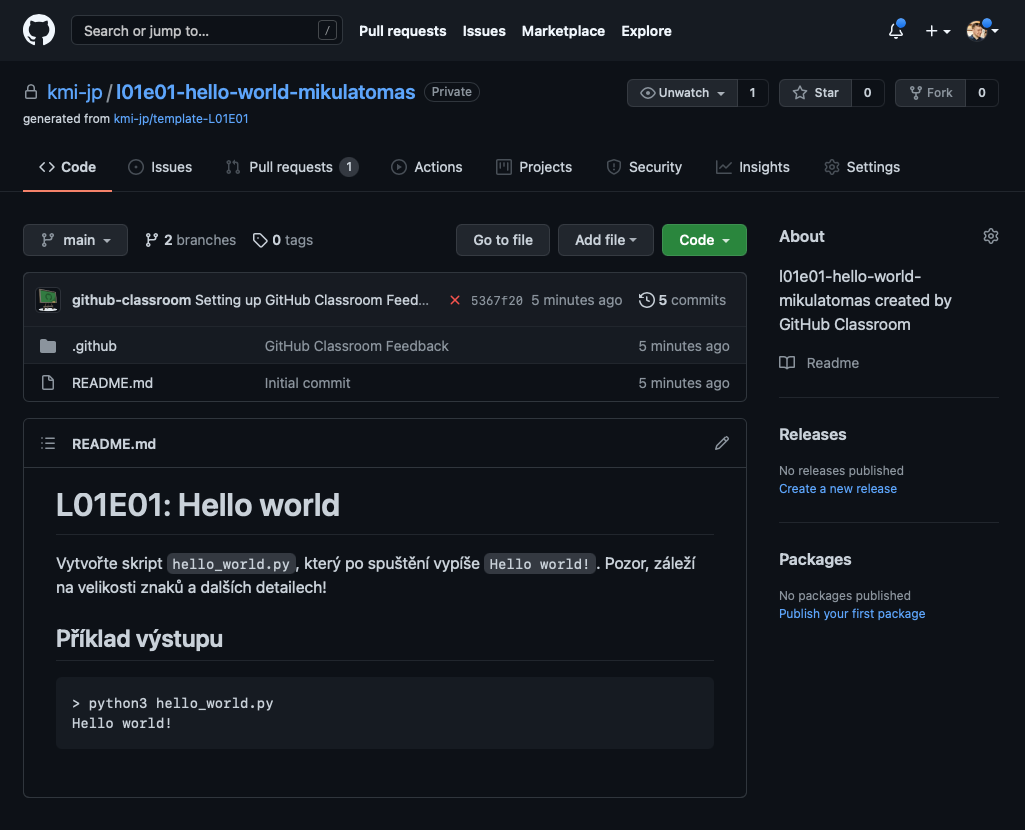 Search or jump to... /
Pull requests Issues Marketplace Explore
kmi-jp / l01e01-hello-world-mikulatomas Private
Unwatch 1 Star 0 Fork 0
generated from kmi-jp/template-L01E01
Code Issues Pull requests 1 Actions Projects Security Insights Settings
main 2 branches 0 tags Go to file Add file Code
github-classroom Setting up GitHub Classroom Feed... 5367f20 5 minutes ago 5 commits
.github GitHub Classroom Feedback 5 minutes ago
README.md Initial commit 5 minutes ago
README.md
L01E01: Hello world
Vytvořte skript hello_world.py, který po spuštění vypíše Hello world!. Pozor, záleží
na velikosti znaků a dalších detailech!
Příklad výstupu
> python3 hello_world.py
Hello world!
About
l01e01-hello-world-
mikulatomas created by
GitHub Classroom
Readme
Releases
No releases published
Create a new release
Packages
No packages published
Publish your first package